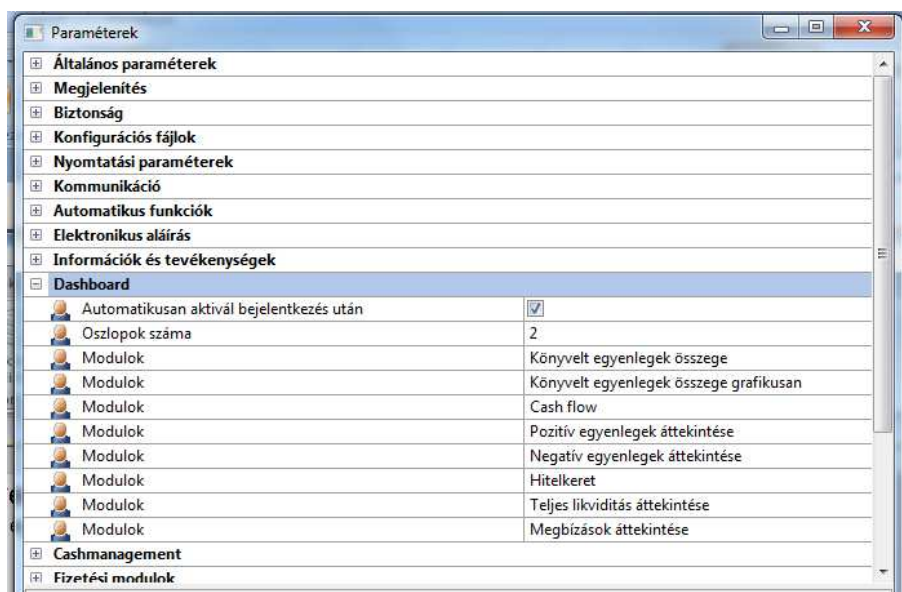 Paraméterek
Általános paraméterek
Megjelenítés
Biztonság
Konfigurációs fájlok
Nyomtatási paraméterek
Kommunikáció
Automatikus funkciók
Elektronikus aláírás
Információk és tevékenységek
Dashboard
Automatikusan aktivál bejelentkezés után
Oszlopok száma 2
Modulok Könyvelt egyenlegek összege
Modulok Könyvelt egyenlegek összege grafikusan
Modulok Cash flow
Modulok Pozitív egyenlegek áttekintése
Modulok Negatív egyenlegek áttekintése
Modulok Hitelkeret
Modulok Teljes likviditás áttekintése
Modulok Megbízások áttekintése
Cashmanagement
Fizetési modulok